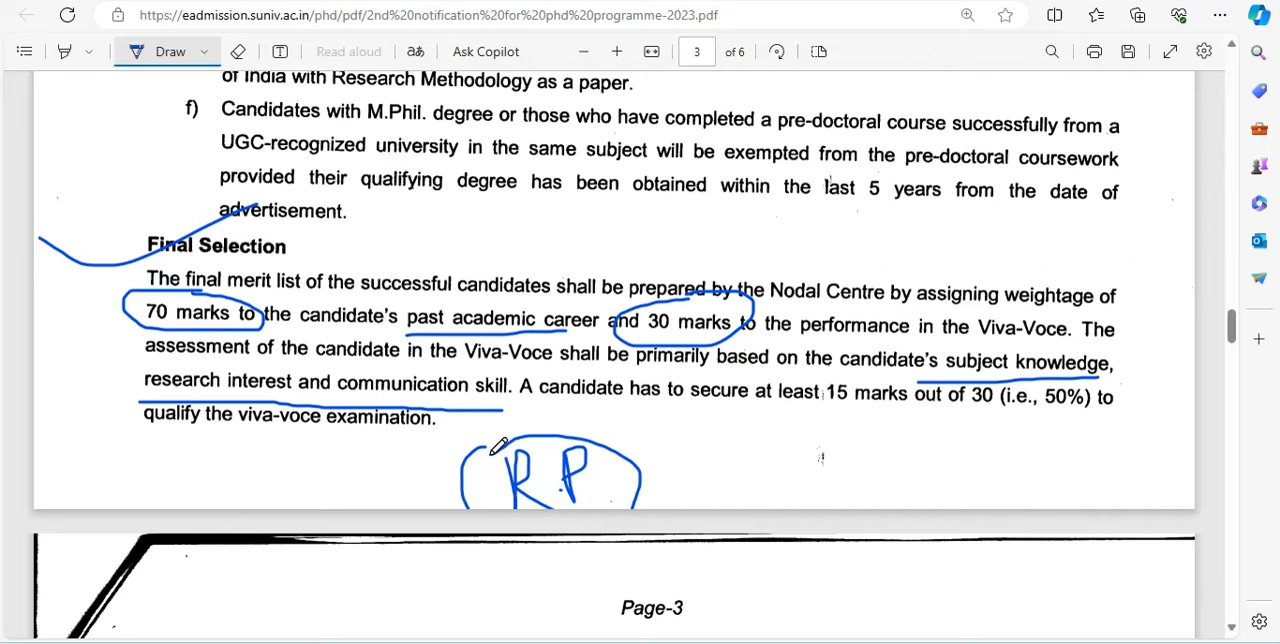 https://eadmission.suniv.ac.in/phd/pdf/2nd%20notification%20for%20phd%20programme-2023.pdf
Draw
Read aloud
aあ
Ask Copilot
3
of 6
of India with Research Methodology as a paper.
f) Candidates with M.Phil. degree or those who have completed a pre-doctoral course successfully from a
UGC-recognized university in the same subject will be exempted from the pre-doctoral coursework
provided their qualifying degree has been obtained within the last 5 years from the date of
advertisement.
Final Selection
The final merit list of the successful candidates shall be prepared by the Nodal Centre by assigning weightage of
70 marks to the candidate's past academic career and 30 marks to the performance in the Viva-Voce. The
assessment of the candidate in the Viva-Voce shall be primarily based on the candidate's subject knowledge,
research interest and communication skill. A candidate has to secure at least 15 marks out of 30 (i.e., 50%) to
qualify the viva-voce examination.
R.P
Page-3